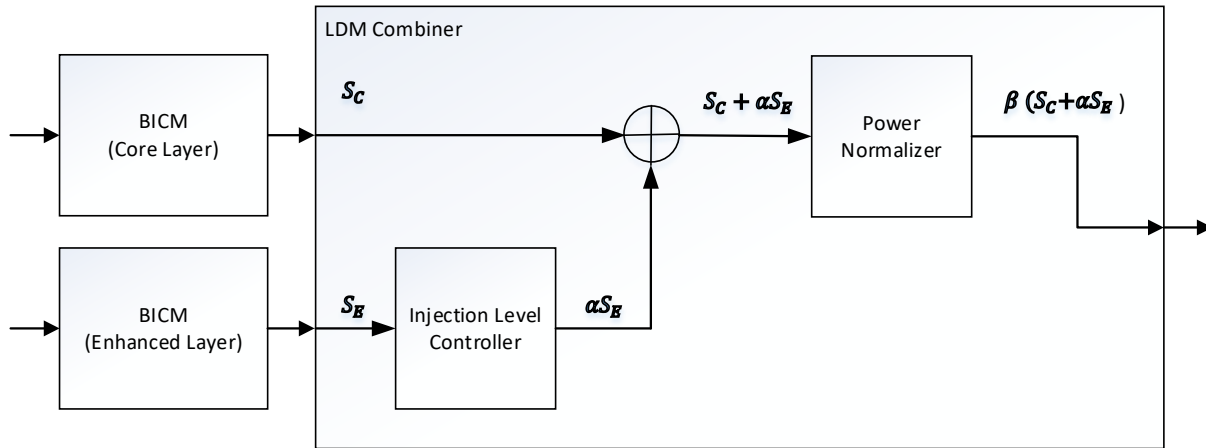 LDM Combiner
BICM
(Core Layer)
S_C
S_C + αS_E
Power
Normalizer
β (S_C+αS_E )
BICM
(Enhanced Layer)
S_E
Injection Level
Controller
αS_E